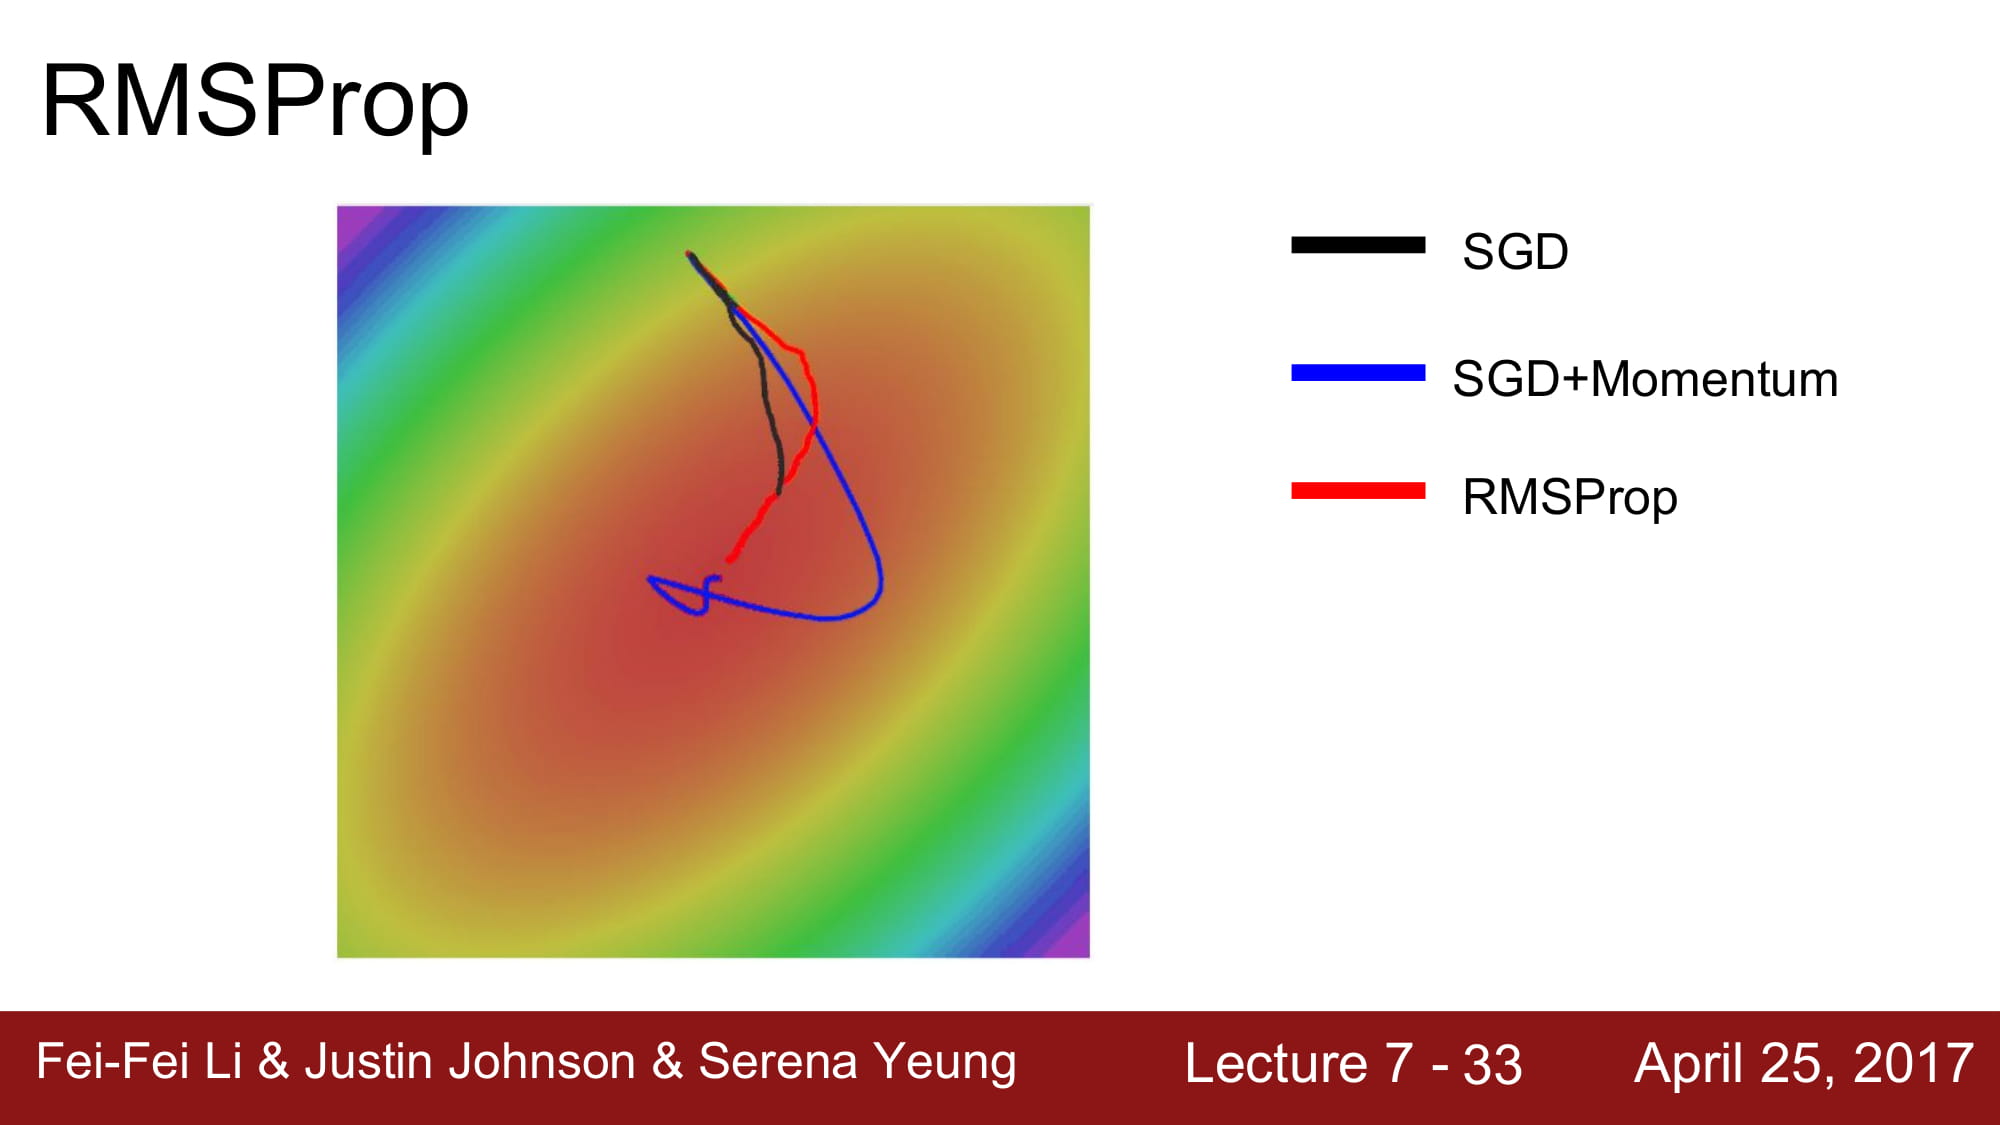 RMSProp
SGD
SGD+Momentum
RMSProp
Fei-Fei Li & Justin Johnson & Serena Yeung
Lecture 7 - 33
April 25, 2017